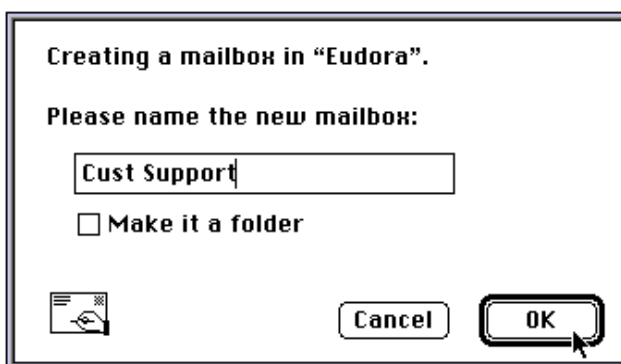 Creating a mailbox in “Eudora”.
Please name the new mailbox:
Cust Support
Make it a folder
Cancel OK